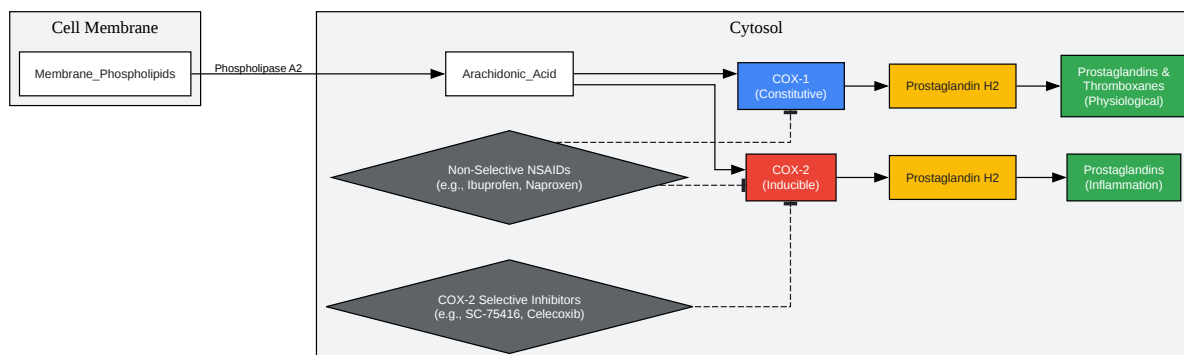 Cell Membrane
Membrane_Phospholipids
Phospholipase A2
Cytosol
Arachidonic_Acid
COX-1
(Constitutive)
Prostaglandin H2
Prostaglandins &
Thromboxanes
(Physiological)
Non-Selective NSAIDs
(e.g., Ibuprofen, Naproxen)
COX-2
(Inducible)
Prostaglandin H2
Prostaglandins
(Inflammation)
COX-2 Selective Inhibitors
(e.g., SC-75416, Celecoxib)